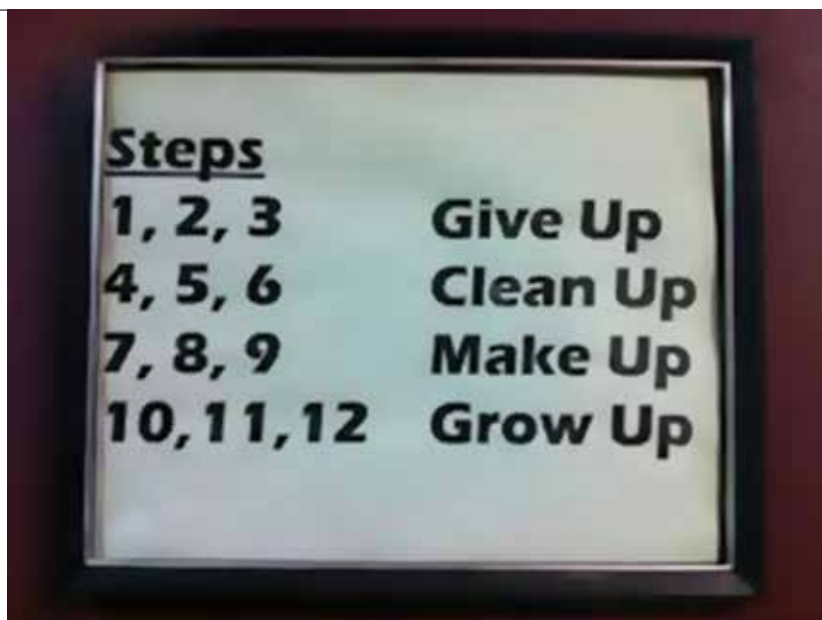 Steps
1, 2, 3 Give Up
4, 5, 6 Clean Up
7, 8, 9 Make Up
10,11,12 Grow Up